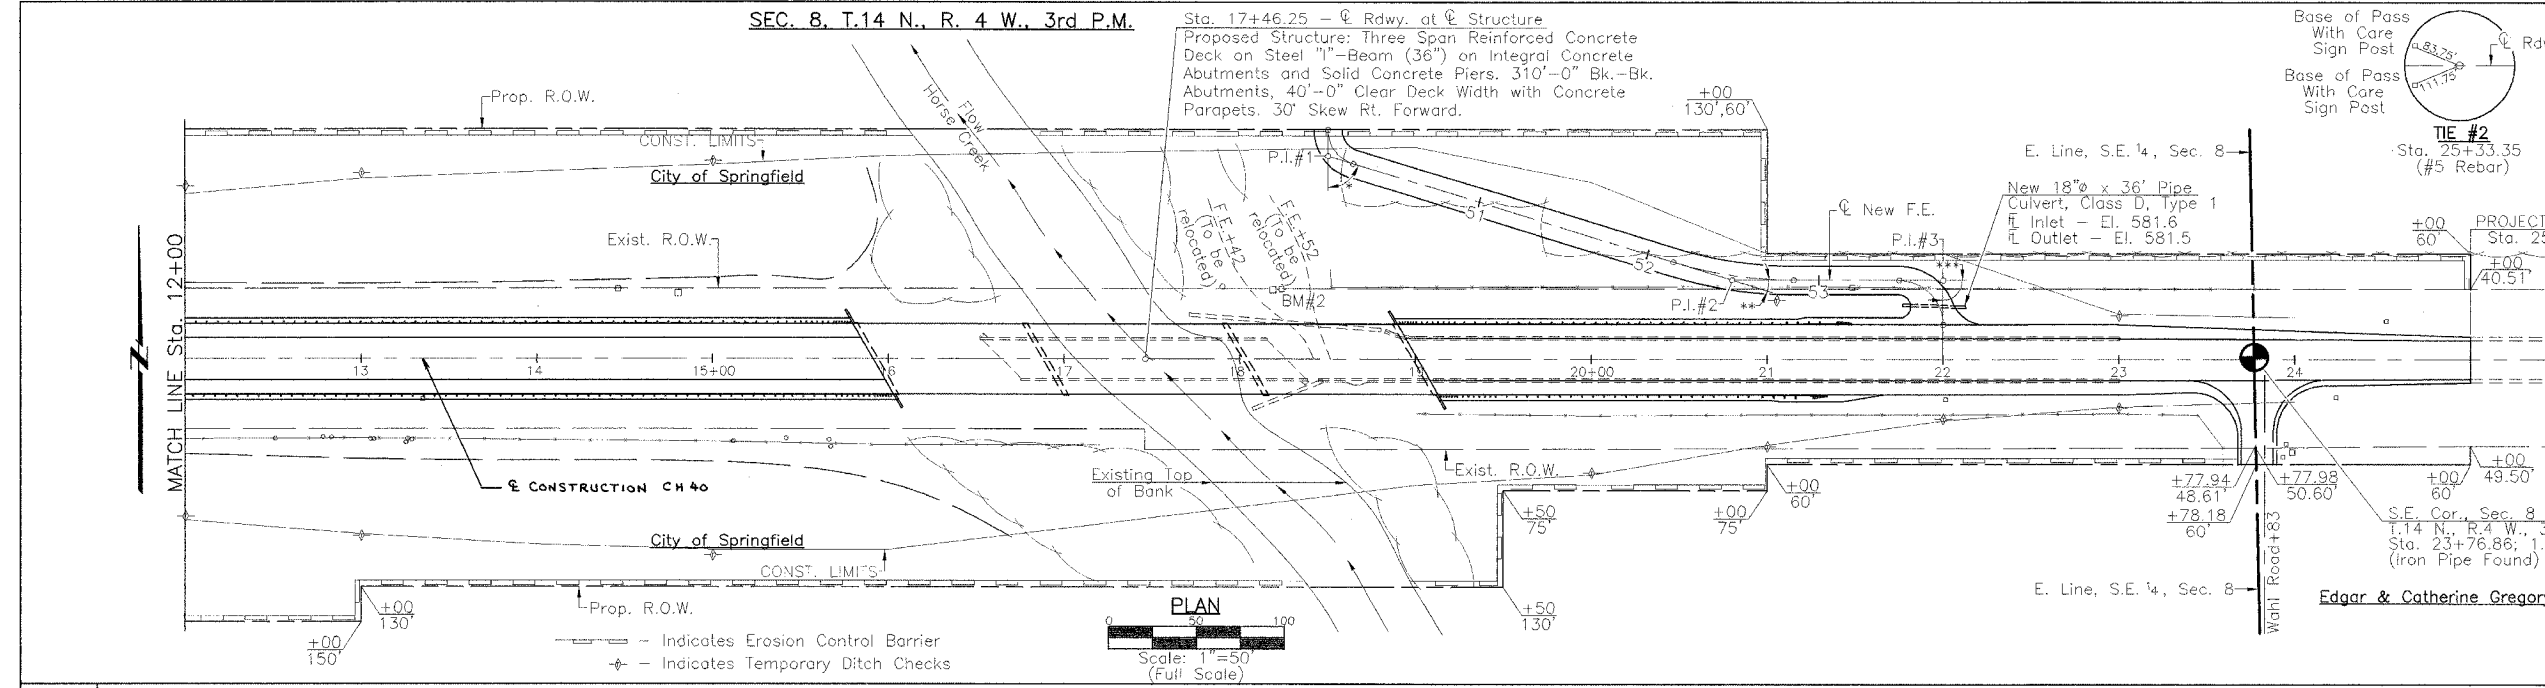 SEC. 8, T.14 N., R. 4 W., 3rd P.M.
Sta. 17+46.25 – ℄ Rdwy. at ℄ Structure
Proposed Structure: Three Span Reinforced Concrete
Deck on Steel "I"–Beam (36") on Integral Concrete
Abutments and Solid Concrete Piers. 310'–0" Bk.–Bk.
Abutments, 40'–0" Clear Deck Width with Concrete
Parapets. 30° Skew Rt. Forward.
Base of Pass
With Care
Sign Post
83.75'
Base of Pass
With Care
Sign Post
111.75'
℄
TIE #2
Sta. 25+33.35
(#5 Rebar)
Prop. R.O.W.
Flow
Horse Creek
+00
130',60'
CONST. LIMITS
City of Springfield
P.I.#1
*
E. Line, S.E. ¼, Sec. 8
New 18"ø x 36' Pipe
Culvert, Class D, Type 1
Inlet – El. 581.6
Outlet – El. 581.5
+00
60'
PROJECT
+00
40.51'
Exist. R.O.W.
F.E.+42
(To be
relocated)
F.E.+52
(To be
relocated)
BM#2
51
52
53
℄ New F.E.
P.I.#3
***
P.I.#2
**
N
MATCH LINE Sta. 12+00
13
14
15+00
16
17
18
19
20+00
21
22
23
24
℄ CONSTRUCTION CH 40
Existing Top
of Bank
Exist. R.O.W.
+50
75'
+00
75'
+00
60'
+77.94
48.61'
+77.98
50.60'
+78.18
60'
+00
60'
+00
49.50'
S.E. Cor., Sec. 8
T.14 N., R.4 W.,
Sta. 23+76.86;
(Iron Pipe Found)
Wahl Road+83
E. Line, S.E. ¼, Sec. 8
Edgar & Catherine Gregory
City of Springfield
CONST. LIMITS
Prop. R.O.W.
+00
130'
+00
150'
+50
130'
– Indicates Erosion Control Barrier
– Indicates Temporary Ditch Checks
PLAN
0 50 100
Scale: 1"=50'
(Full Scale)